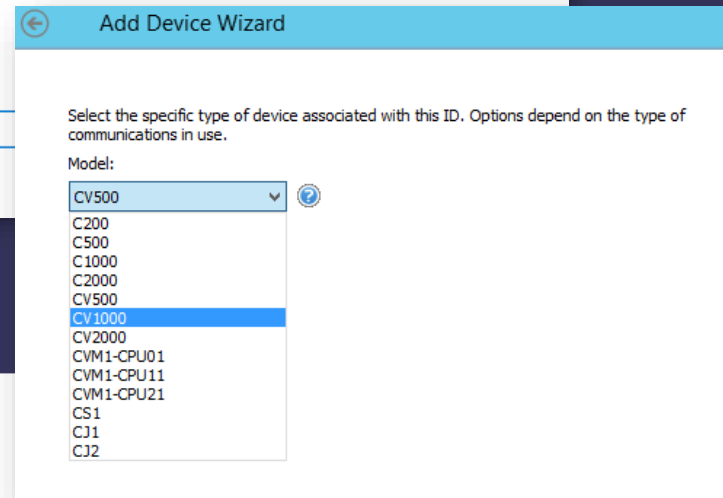 Add Device Wizard
Select the specific type of device associated with this ID. Options depend on the type of
communications in use.
Model:
CV500
C200
C500
C1000
C2000
CV500
CV1000
CV2000
CVM1-CPU01
CVM1-CPU11
CVM1-CPU21
CS1
CJ1
CJ2